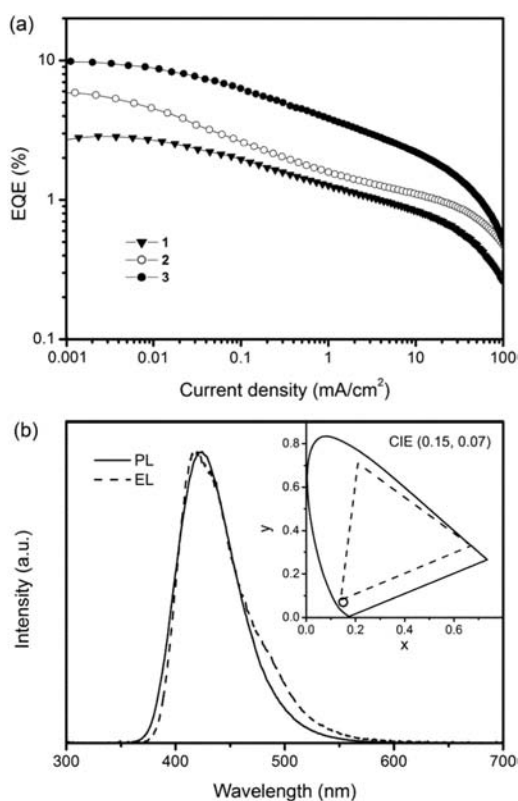 (a)
10
1
0.1
EQE (%)
1
2
3
0.001 0.01 0.1 1 10 100
Current density (mA/cm²)
(b)
PL
EL
CIE (0.15, 0.07)
0.8
0.6
0.4
0.2
0.0
y
0.0 0.2 0.4 0.6 0.8
x
Intensity (a.u.)
300 400 500 600 700
Wavelength (nm)